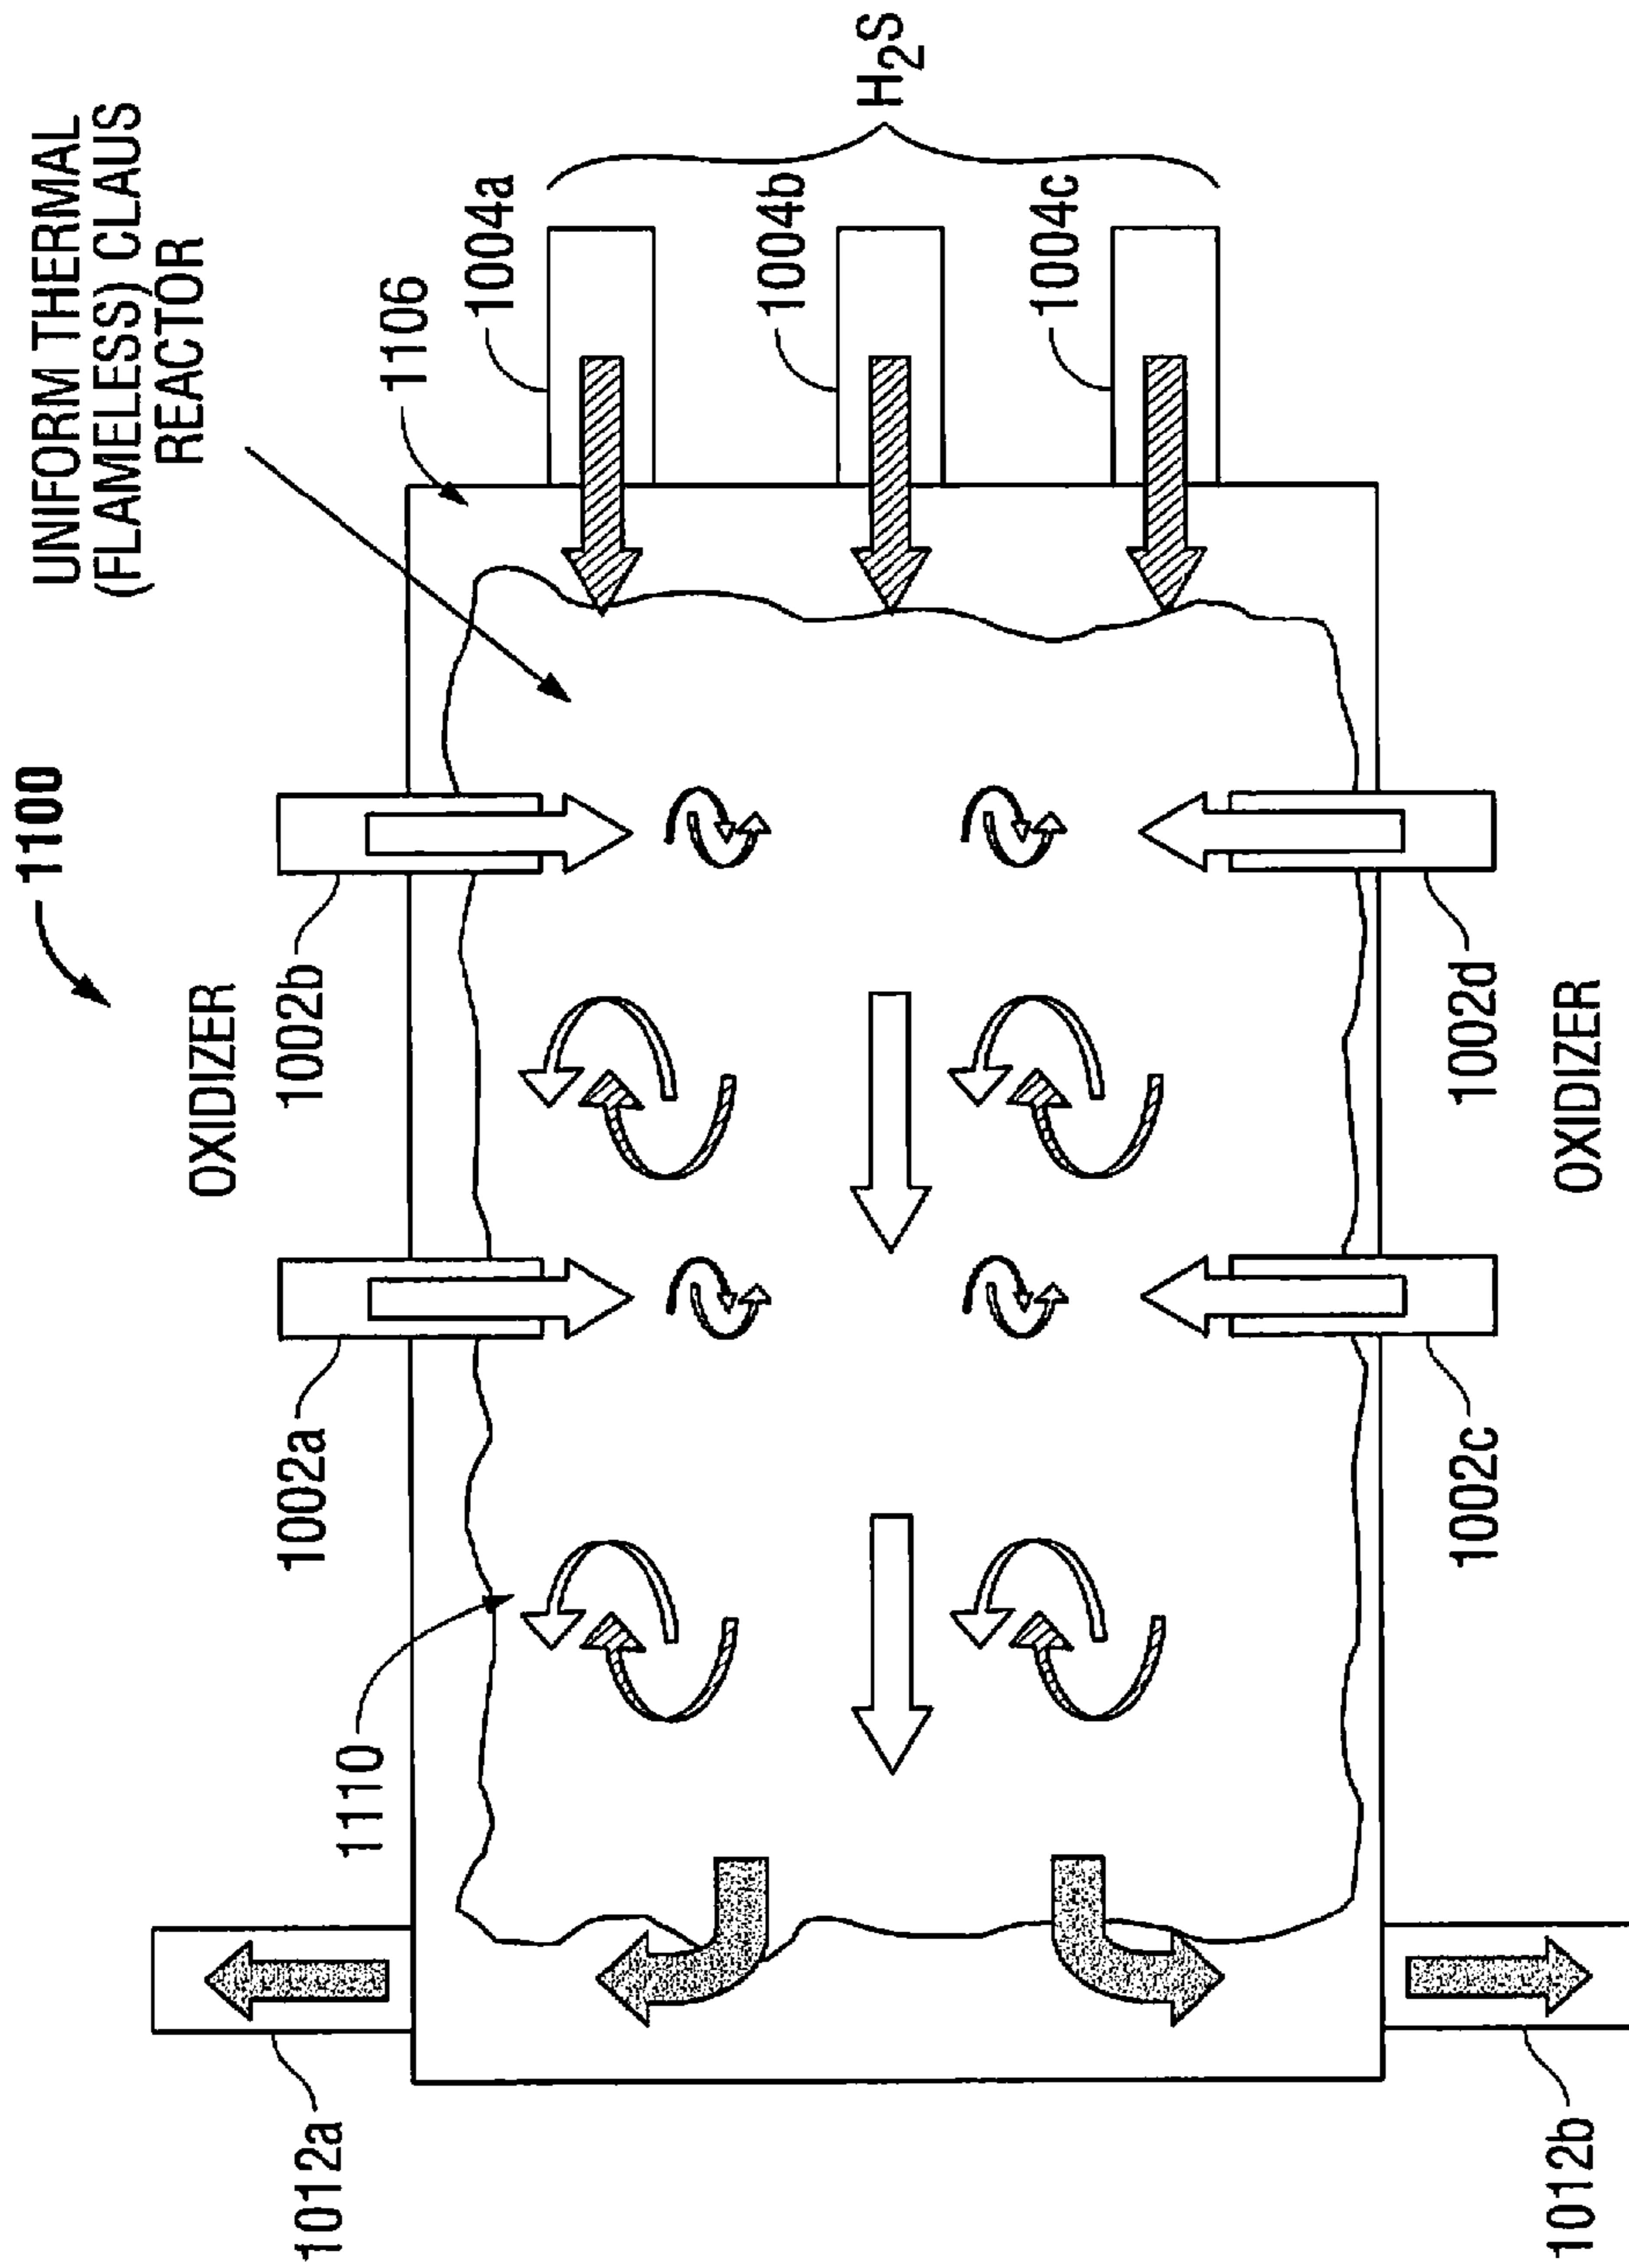 1100
UNIFORM THERMAL
(FLAMELESS) CLAUS
REACTOR
OXIDIZER
1012a
1110
1002a
1002b
1106
1004a
1004b
1004c
H2S
1012b
1002c
1002d
OXIDIZER